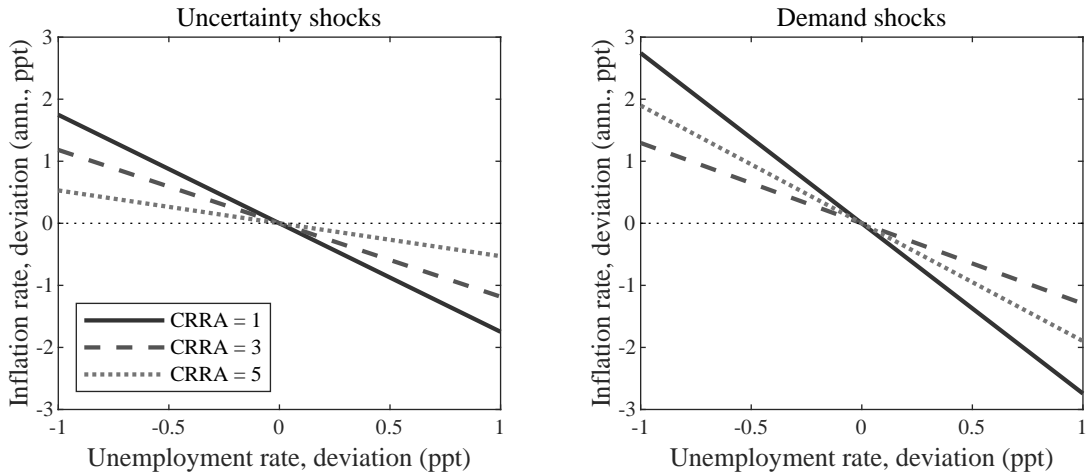 Uncertainty shocks
Inflation rate, deviation (ann., ppt)
3
2
1
0
-1
-2
-3
CRRA = 1
CRRA = 3
CRRA = 5
-1
-0.5
0
0.5
1
Unemployment rate, deviation (ppt)
Demand shocks
Inflation rate, deviation (ann., ppt)
3
2
1
0
-1
-2
-3
-1
-0.5
0
0.5
1
Unemployment rate, deviation (ppt)